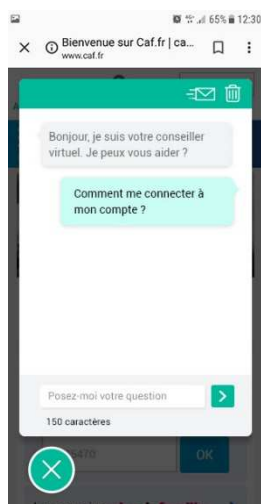 65% 12:30
Bienvenue sur Caf.fr | ca...
www.caf.fr
Bonjour, je suis votre conseiller
virtuel. Je peux vous aider ?
Comment me connecter à
mon compte ?
Posez-moi votre question
150 caractères
OK